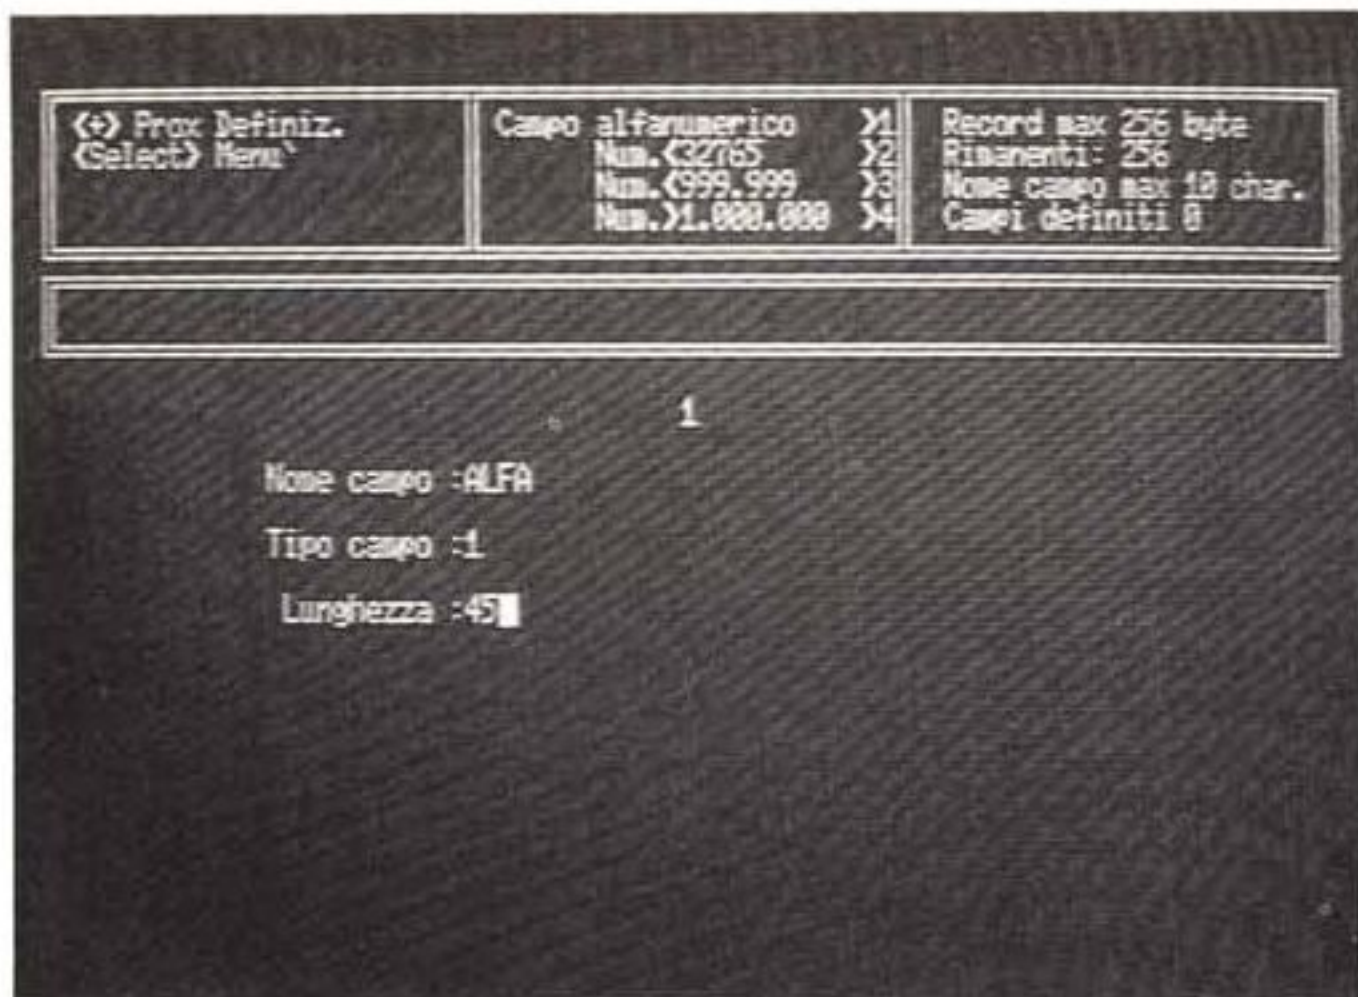 <+> Prox Definiz.
<Select> Menu`
Campo alfanumerico >1
Num.<32765 >2
Num.<999.999 >3
Num.>1.000.000 >4
Record max 256 byte
Rimanenti: 256
Nome campo max 10 char.
Campi definiti 0
1
Nome campo :ALFA
Tipo campo :1
Lunghezza :45